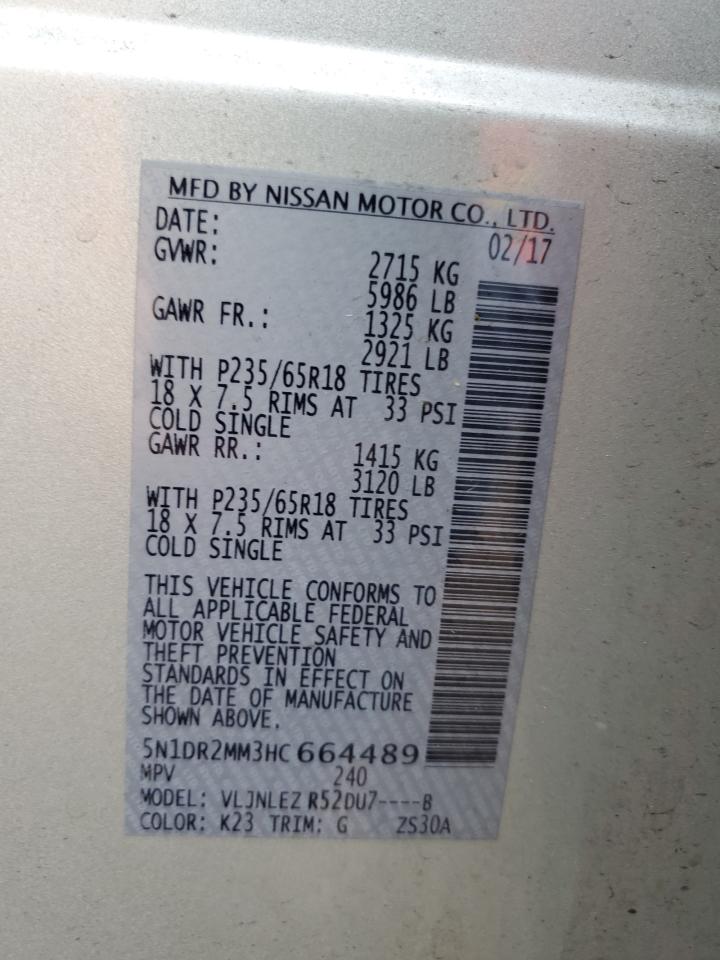 MFD BY NISSAN MOTOR CO., LTD.
DATE: 02/17
GVWR: 2715 KG
5986 LB
GAWR FR.: 1325 KG
2921 LB
WITH P235/65R18 TIRES
18 X 7.5 RIMS AT 33 PSI
COLD SINGLE
GAWR RR.: 1415 KG
3120 LB
WITH P235/65R18 TIRES
18 X 7.5 RIMS AT 33 PSI
COLD SINGLE
THIS VEHICLE CONFORMS TO
ALL APPLICABLE FEDERAL
MOTOR VEHICLE SAFETY AND
THEFT PREVENTION
STANDARDS IN EFFECT ON
THE DATE OF MANUFACTURE
SHOWN ABOVE.
5N1DR2MM3HC 664489
MPV 240
MODEL: VLJNLEZ R52DU7----B
COLOR: K23 TRIM: G ZS30A